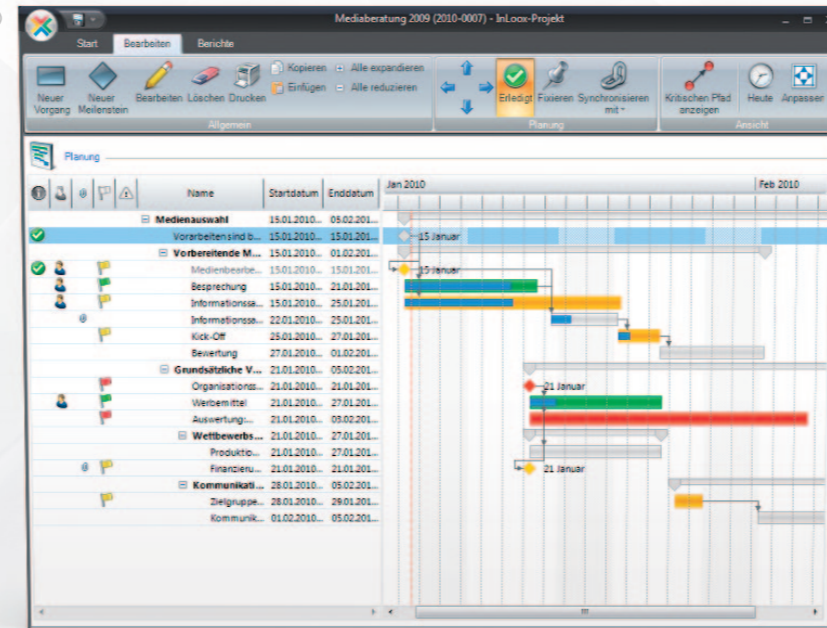 Mediaberatung 2009 (2010-0007) - InLoox-Projekt
Start Bearbeiten Berichte
Neuer Vorgang Neuer Meilenstein Bearbeiten Löschen Drucken Kopieren Einfügen Alle expandieren Alle reduzieren Erledigt Fixieren Synchronisieren mit Kritischen Pfad anzeigen Heute Anpassen
Allgemein Planung Ansicht
Planung
Name Startdatum Enddatum Jan 2010 Feb 2010
Medienauswahl 15.01.2010... 05.02.201...
Vorarbeiten sind b... 15.01.2010... 15.01.201... 15 Januar
Vorbereitende M... 15.01.2010... 01.02.201...
Medienbearbe... 15.01.2010... 15.01.201... 15 Januar
Besprechung 15.01.2010... 21.01.201...
Informationssa... 15.01.2010... 25.01.201...
Informationssa... 22.01.2010... 25.01.201...
Kick-Off 25.01.2010... 27.01.201...
Bewertung 27.01.2010... 01.02.201...
Grundsätzliche V... 21.01.2010... 05.02.201...
Organisations... 21.01.2010... 21.01.201... 21 Januar
Werbemittel 21.01.2010... 27.01.201...
Auswertung:... 21.01.2010... 03.02.201...
Wettbewerbs... 21.01.2010... 27.01.201...
Produktio... 21.01.2010... 27.01.201...
Finanzieru... 21.01.2010... 21.01.201... 21 Januar
Kommunikati... 28.01.2010... 05.02.201...
Zielgruppe... 28.01.2010... 29.01.201...
Kommunik... 01.02.2010... 05.02.201...